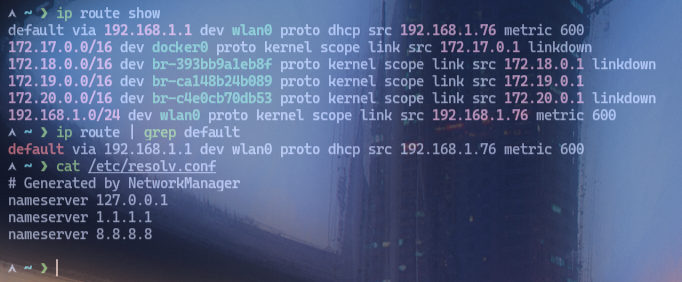 ⋏ ~ ❯ ip route show
default via 192.168.1.1 dev wlan0 proto dhcp src 192.168.1.76 metric 600
172.17.0.0/16 dev docker0 proto kernel scope link src 172.17.0.1 linkdown
172.18.0.0/16 dev br-393bb9a1eb8f proto kernel scope link src 172.18.0.1 linkdown
172.19.0.0/16 dev br-ca148b24b089 proto kernel scope link src 172.19.0.1
172.20.0.0/16 dev br-c4e0cb70db53 proto kernel scope link src 172.20.0.1 linkdown
192.168.1.0/24 dev wlan0 proto kernel scope link src 192.168.1.76 metric 600
⋏ ~ ❯ ip route | grep default
default via 192.168.1.1 dev wlan0 proto dhcp src 192.168.1.76 metric 600
⋏ ~ ❯ cat /etc/resolv.conf
# Generated by NetworkManager
nameserver 127.0.0.1
nameserver 1.1.1.1
nameserver 8.8.8.8
⋏ ~ ❯